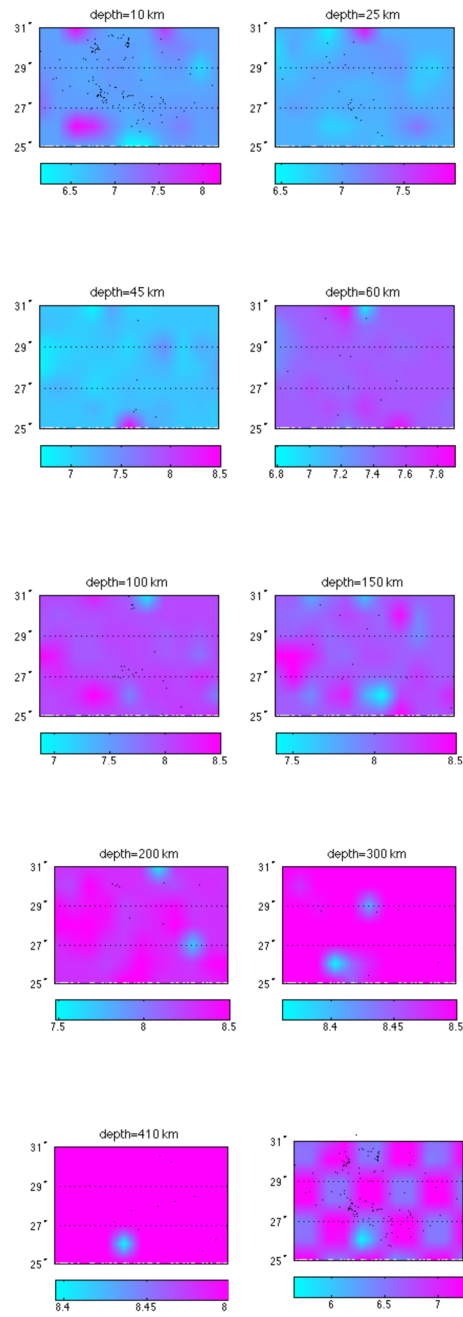 depth=10 km
depth=25 km
31°
31°
29°
29°
27°
27°
25°
25°
6.5 7 7.5 8
6.5 7 7.5
depth=45 km
depth=60 km
31°
31°
29°
29°
27°
27°
25°
25°
7 7.5 8 8.5
6.8 7 7.2 7.4 7.6 7.8
depth=100 km
depth=150 km
31°
31°
29°
29°
27°
27°
25°
25°
7 7.5 8 8.5
7.5 8 8.5
depth=200 km
depth=300 km
31°
31°
29°
29°
27°
27°
25°
25°
7.5 8 8.5
8.4 8.45 8.5
depth=410 km
31°
31°
29°
29°
27°
27°
25°
25°
8.4 8.45 8
6 6.5 7